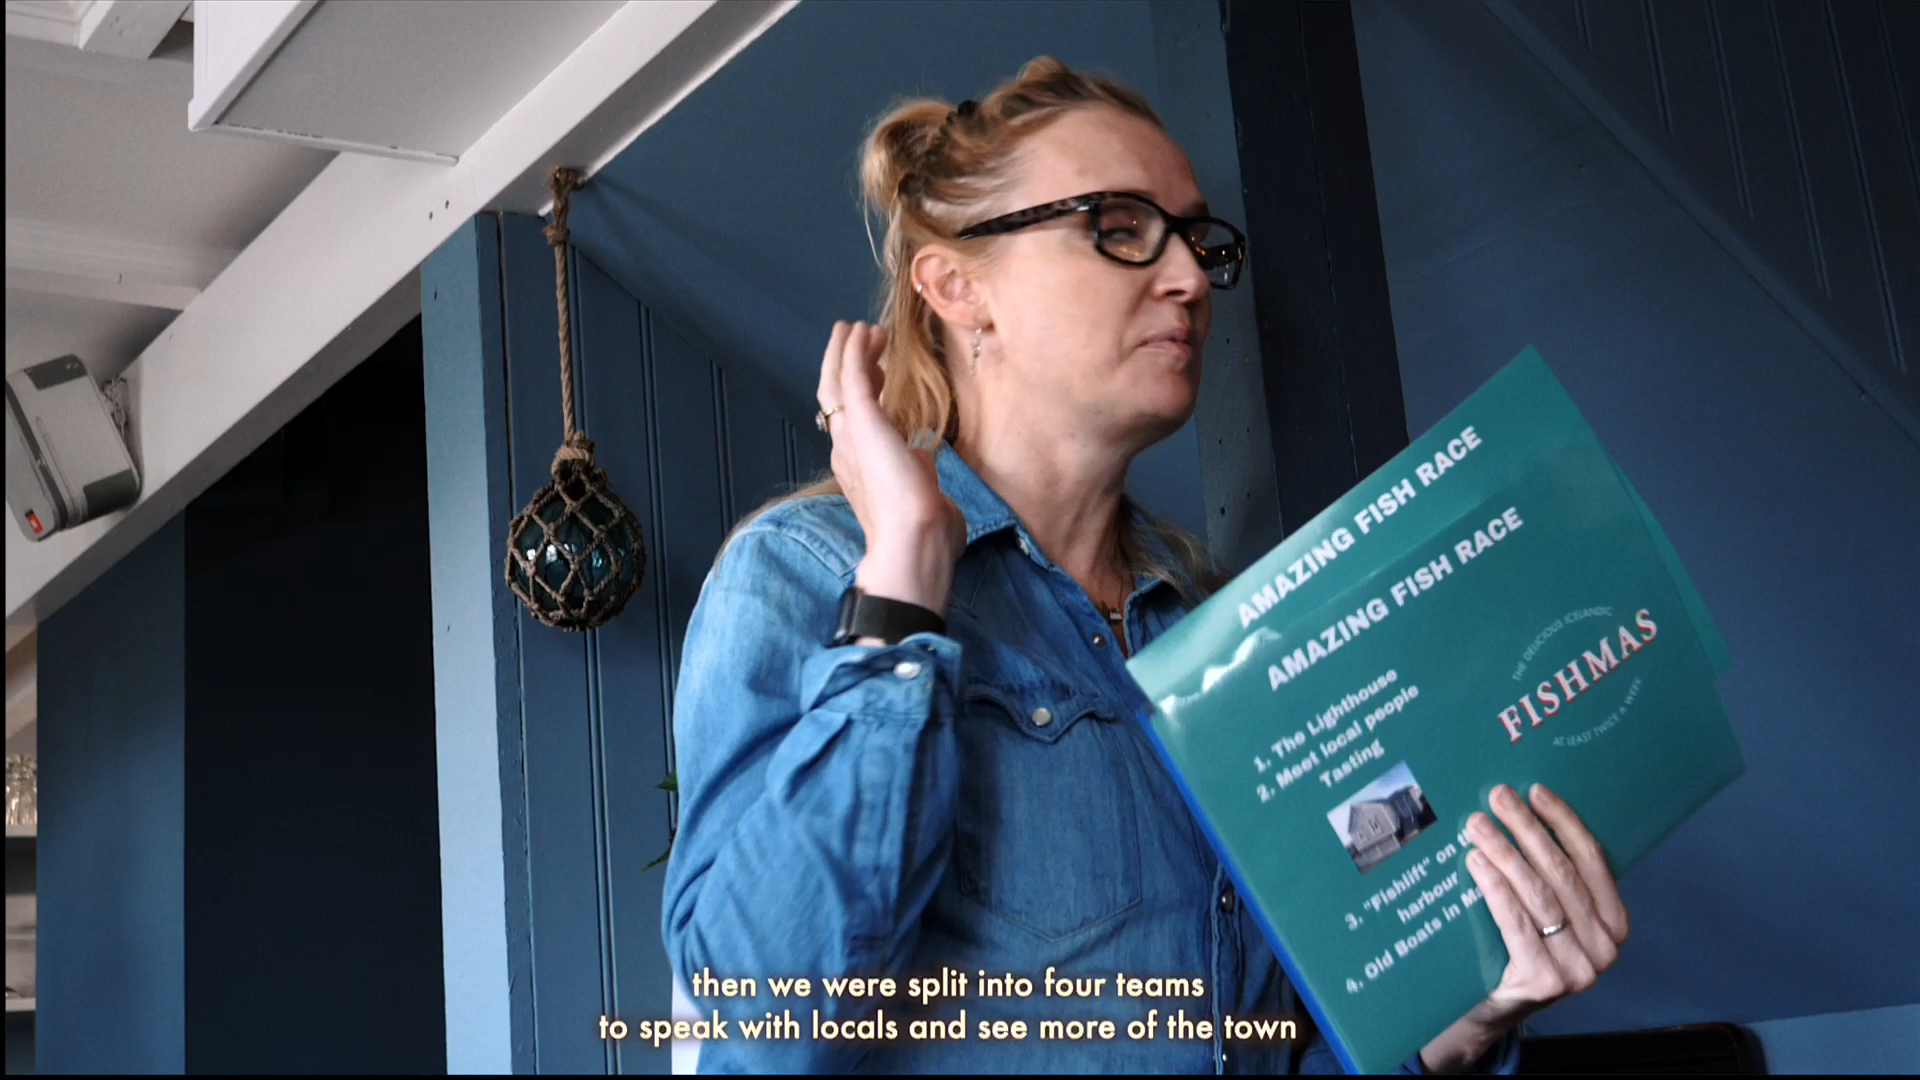 AMAZING FISH RACE
AMAZING FISH RACE
1. The Lighthouse
2. Meet local people
Tasting
THE DELICIOUS ICELANDIC
FISHMAS
AT LEAST TWICE A WEEK
3. "Fishlift" on
harbour
4. Old Boats in
then we were split into four teams
to speak with locals and see more of the town